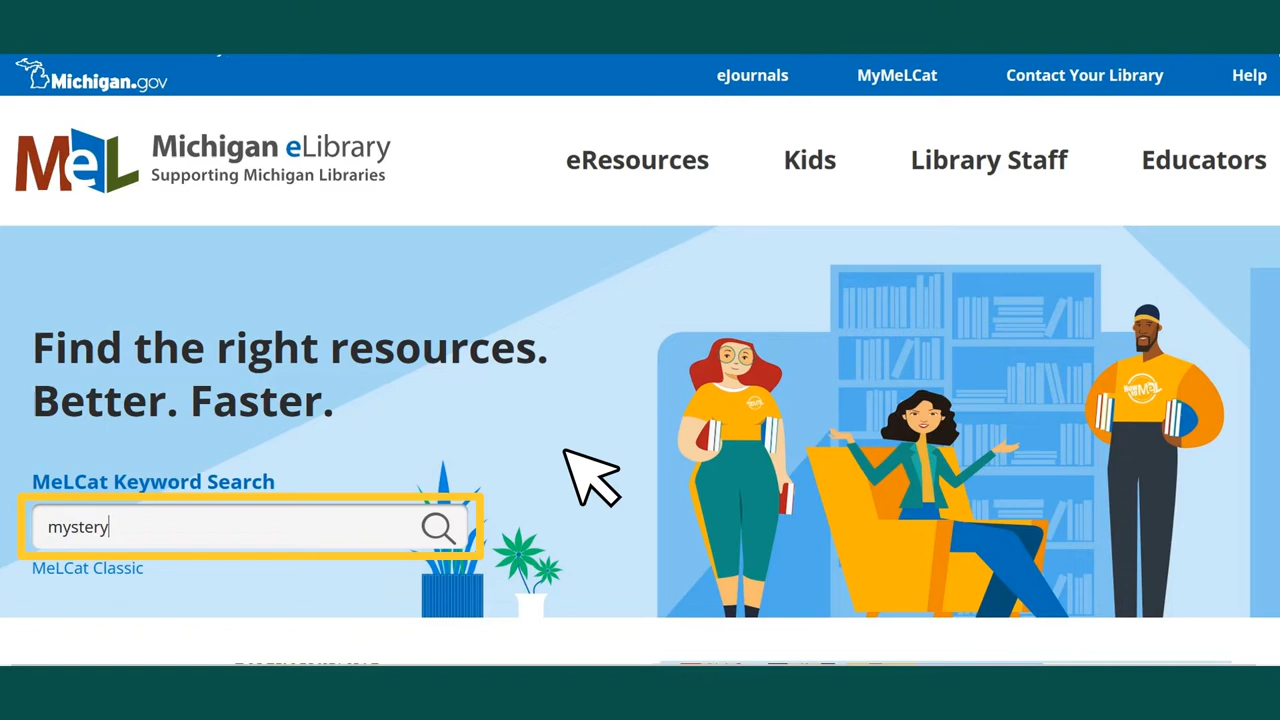 Michigan.gov
eJournals
MyMeLCat
Contact Your Library
Help
MeL
Michigan eLibrary
Supporting Michigan Libraries
eResources
Kids
Library Staff
Educators
Find the right resources.
Better. Faster.
MeLCat Keyword Search
mystery
MeLCat Classic